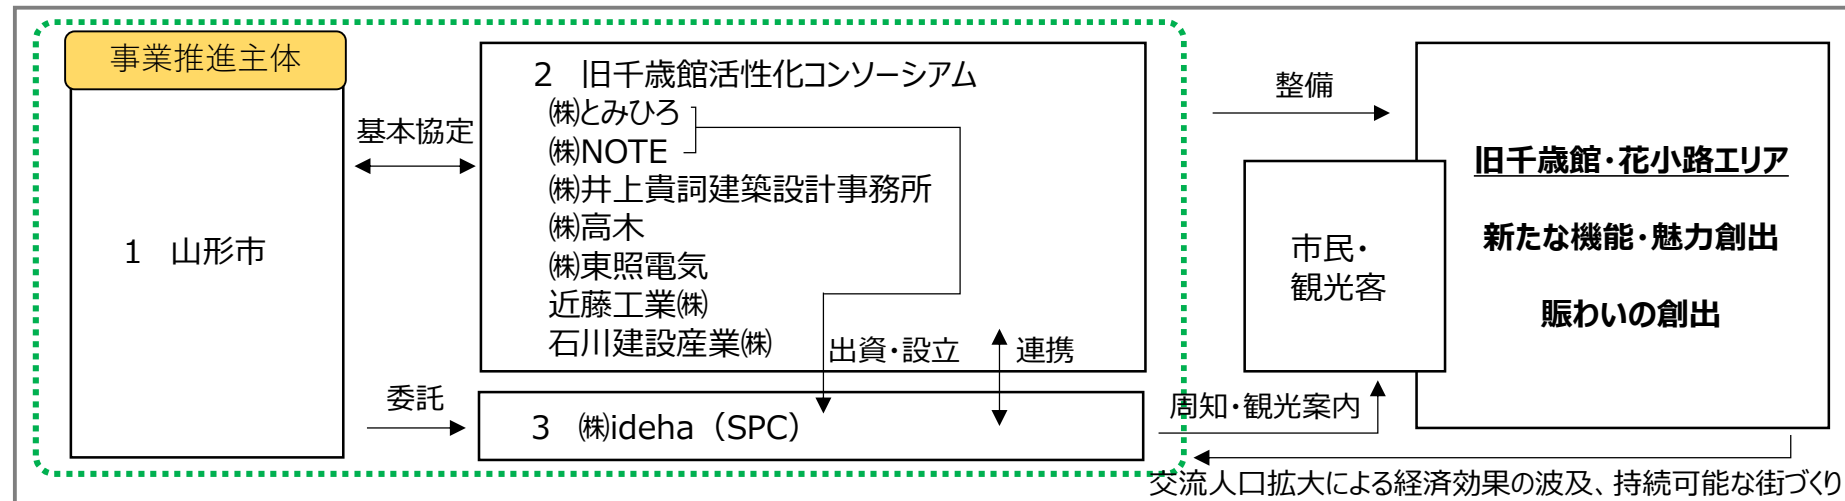 事業推進主体
1 山形市
基本協定
委託
2 旧千歳館活性化コンソーシアム
㈱とみひろ
㈱NOTE
㈱井上貴詞建築設計事務所
㈱高木
㈱東照電気
近藤工業㈱
石川建設産業㈱
出資・設立
連携
3 ㈱ideha（SPC）
整備
周知・観光案内
市民・
観光客
旧千歳館・花小路エリア
新たな機能・魅力創出
賑わいの創出
交流人口拡大による経済効果の波及、持続可能な街づくり